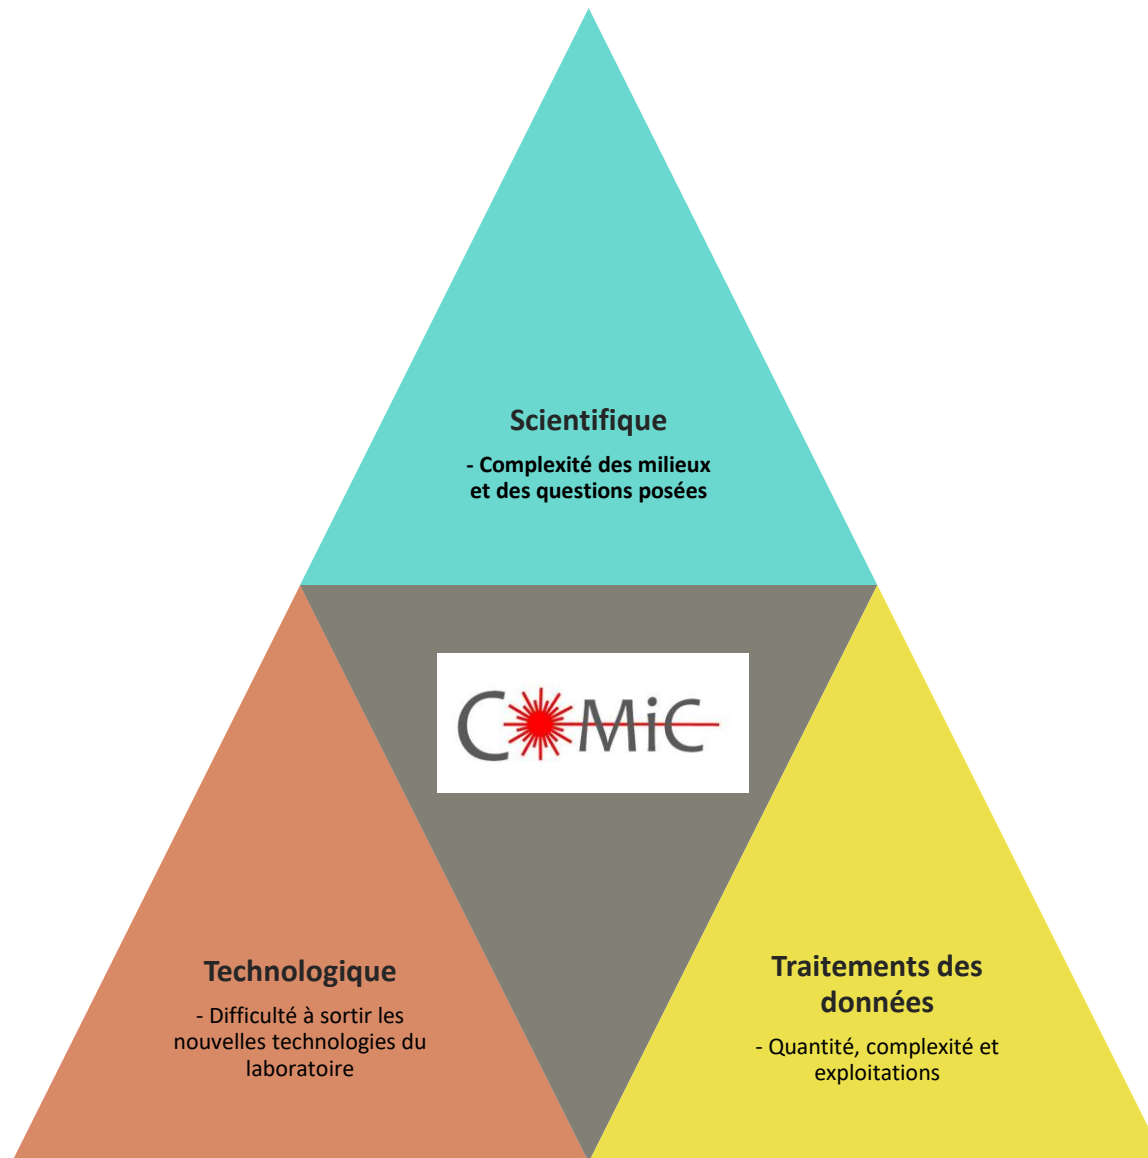 Scientifique
- Complexité des milieux
et des questions posées
COMiC
Technologique
- Difficulté à sortir les
nouvelles technologies du
laboratoire
Traitements des
données
- Quantité, complexité et
exploitations